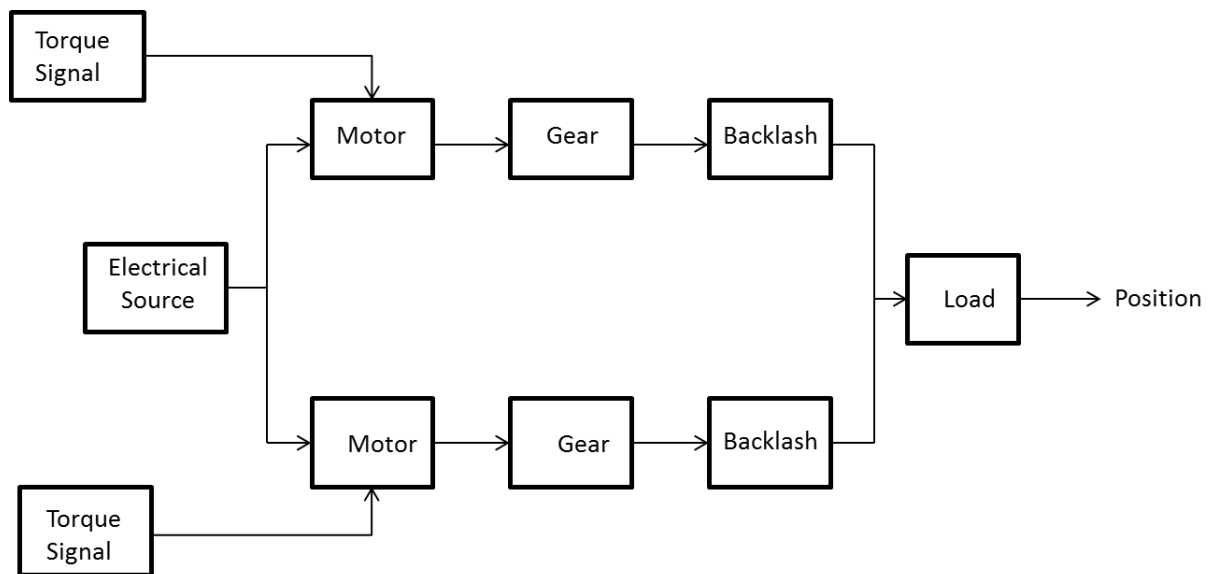 Torque
Signal
Motor
Gear
Backlash
Electrical
Source
Load
Position
Motor
Gear
Backlash
Torque
Signal